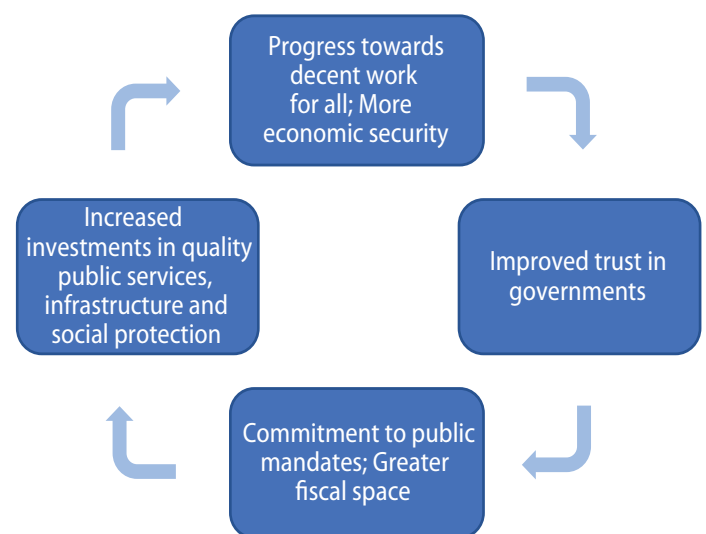 Progress towards
decent work
for all; More
economic security
Increased
investments in quality
public services,
infrastructure and
social protection
Improved trust in
governments
Commitment to public
mandates; Greater
fiscal space